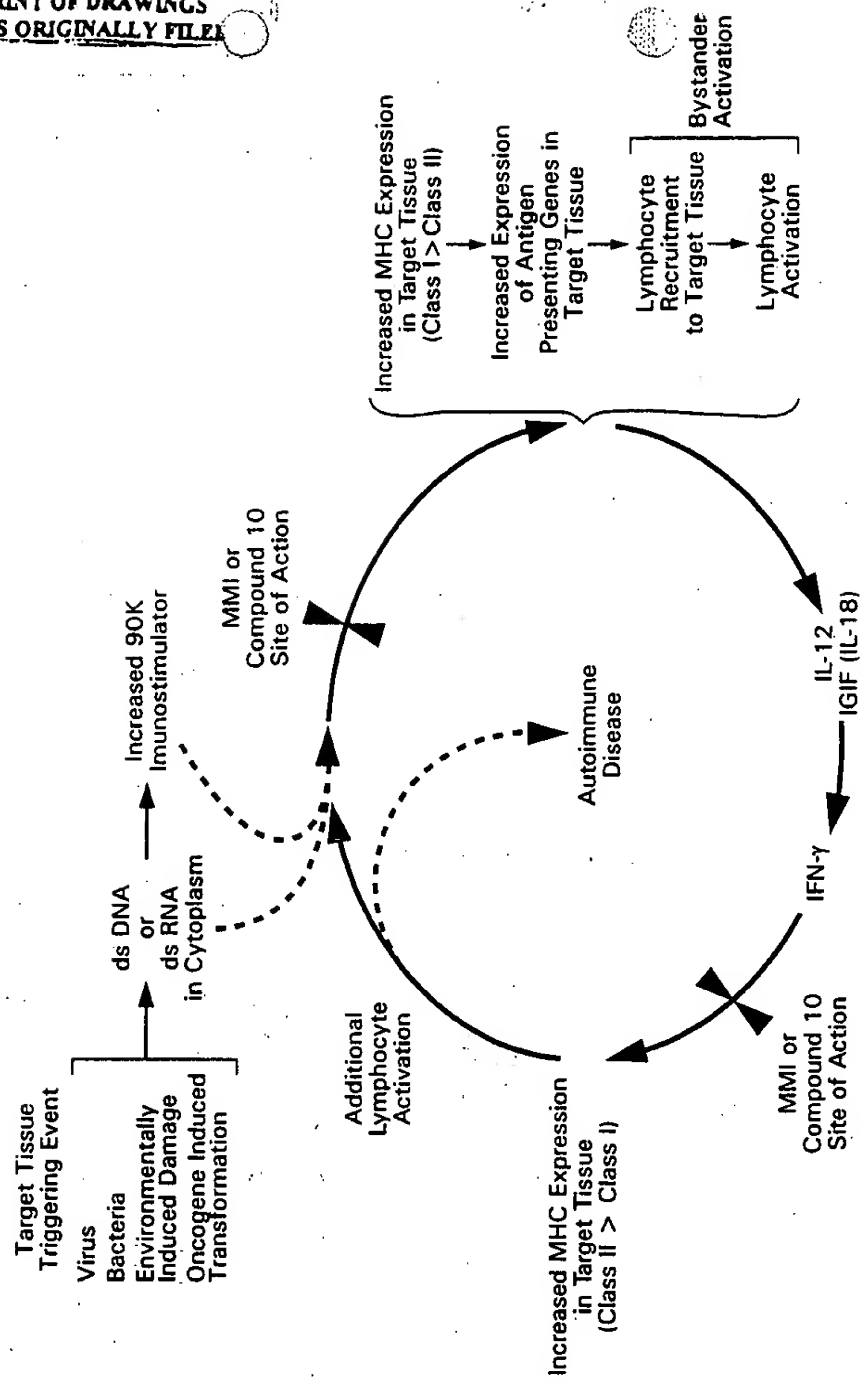 PRINT OF DRAWINGS
S ORIGINALLY FILED
Target Tissue
Triggering Event
Virus
Bacteria
Environmentally
Induced Damage
Oncogene Induced
Transformation
ds DNA
or
ds RNA
in Cytoplasm
Increased 90K
Imunostimulator
MMI or
Compound 10
Site of Action
Increased MHC Expression
in Target Tissue
(Class I > Class II)
Increased Expression
of Antigen
Presenting Genes in
Target Tissue
Lymphocyte
Recruitment
to Target Tissue
Lymphocyte
Activation
Bystander
Activation
Additional
Lymphocyte
Activation
Autoimmune
Disease
IL-12
IGIF (IL-18)
IFN-γ
MMI or
Compound 10
Site of Action
Increased MHC Expression
in Target Tissue
(Class II > Class I)